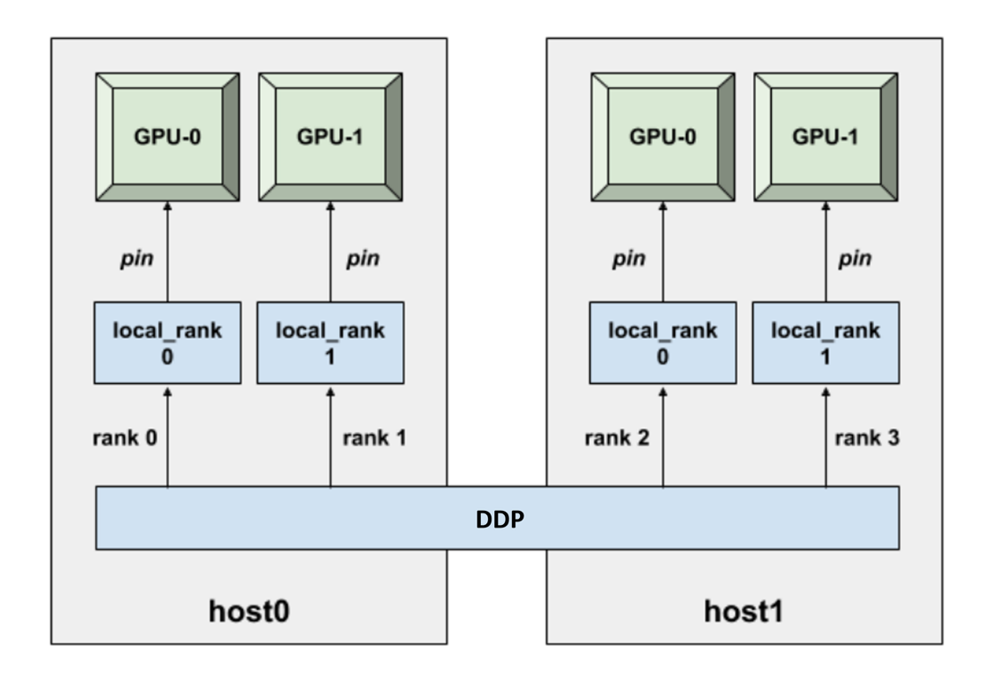 GPU-0
GPU-1
GPU-0
GPU-1
pin
pin
pin
pin
local_rank
0
local_rank
1
local_rank
0
local_rank
1
rank 0
rank 1
rank 2
rank 3
DDP
host0
host1